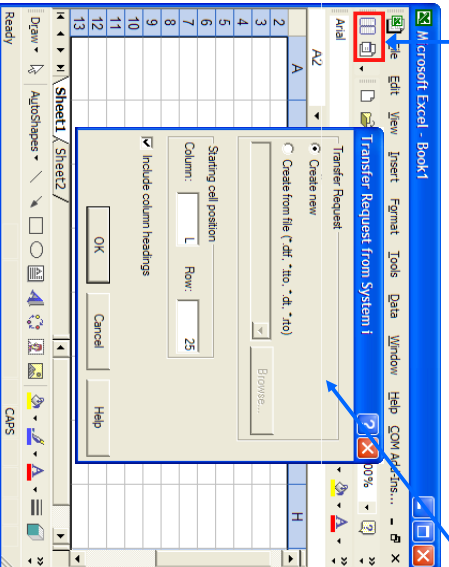 Microsoft Excel - Book1
File Edit View Insert Format Tools Data Window Help COM Add-Ins...
Arial
A2
A H
2
3
4
5
6
7
8
9
10
11
12
13
Transfer Request from System i
Transfer Request
Create new
Create from file (*.dtf, *.tto, *.dt, *.rto)
Browse...
Starting cell position
Column: L Row: 25
Include column headings
OK Cancel Help
Sheet1 / Sheet2 /
Draw AutoShapes
Ready CAPS